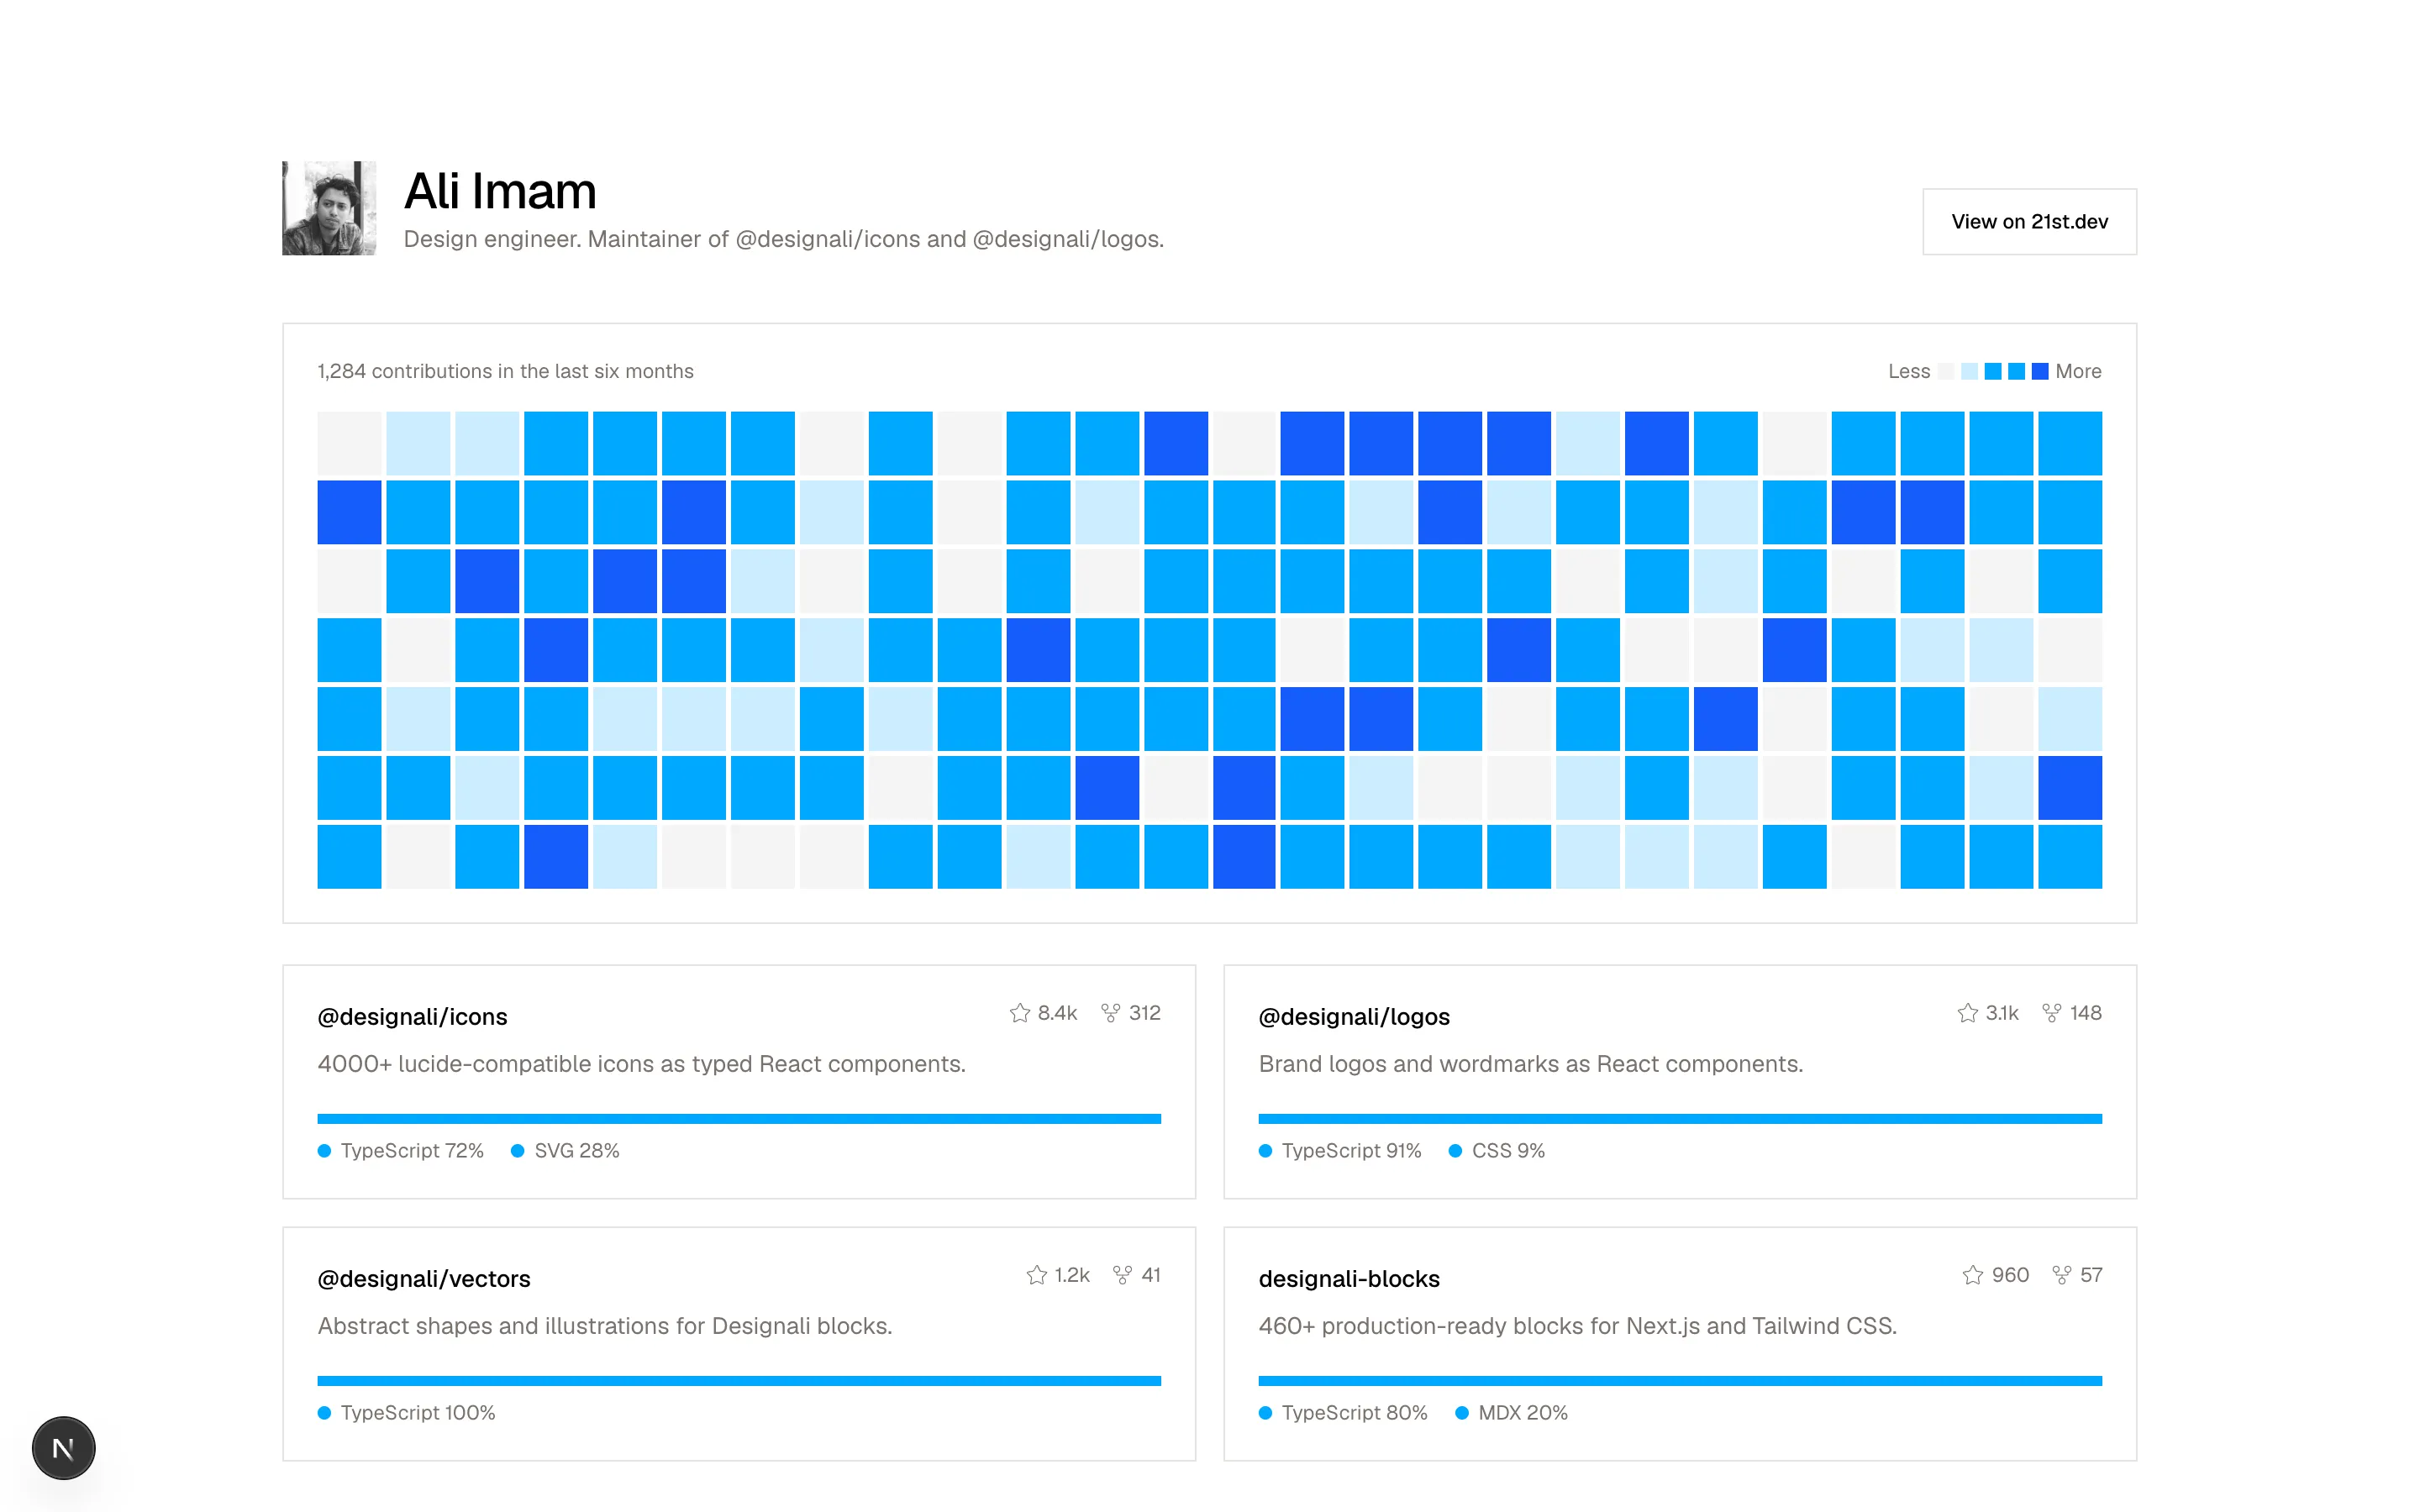 Ali Imam
Design engineer. Maintainer of @designali/icons and @designali/logos.
View on 21st.dev
1,284 contributions in the last six months
Less
More
@designali/icons
8.4k
312
4000+ lucide-compatible icons as typed React components.
TypeScript 72%
SVG 28%
@designali/logos
3.1k
148
Brand logos and wordmarks as React components.
TypeScript 91%
CSS 9%
@designali/vectors
1.2k
41
Abstract shapes and illustrations for Designali blocks.
TypeScript 100%
designali-blocks
960
57
460+ production-ready blocks for Next.js and Tailwind CSS.
TypeScript 80%
MDX 20%
N